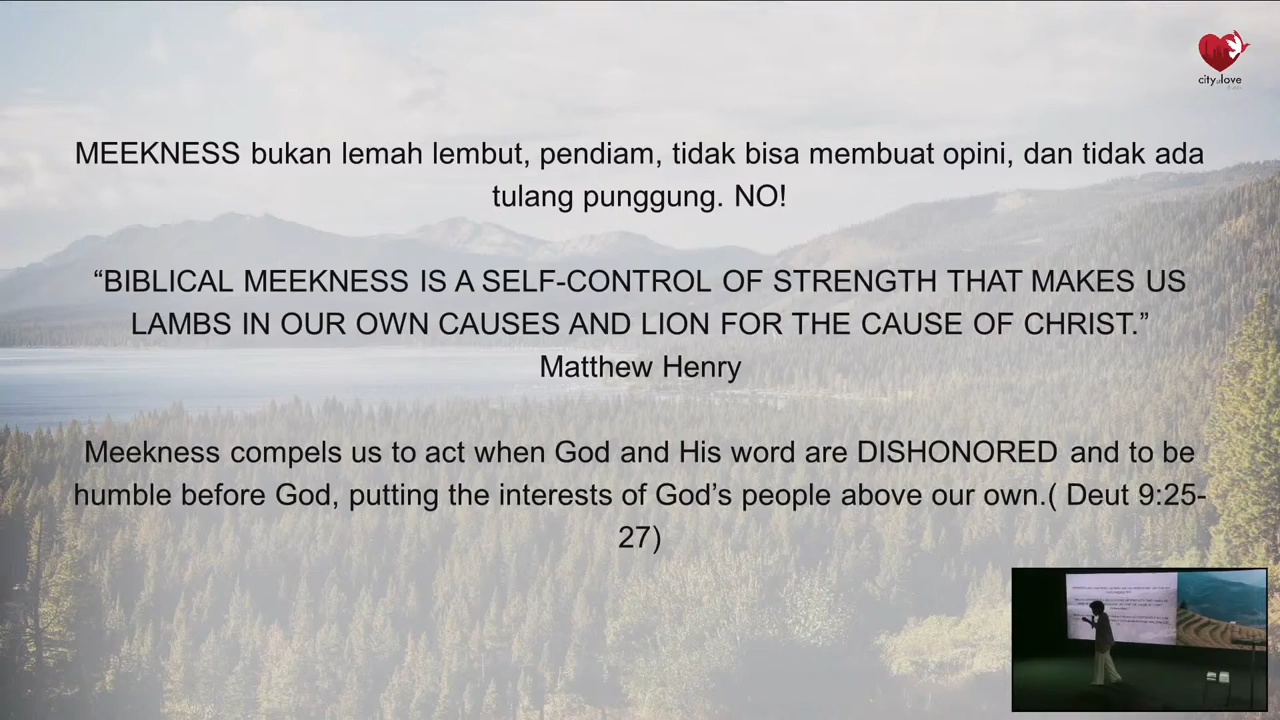 city of love
MEEKNESS bukan lemah lembut, pendiam, tidak bisa membuat opini, dan tidak ada
tulang punggung. NO!
“BIBLICAL MEEKNESS IS A SELF-CONTROL OF STRENGTH THAT MAKES US
LAMBS IN OUR OWN CAUSES AND LION FOR THE CAUSE OF CHRIST.”
Matthew Henry
Meekness compels us to act when God and His word are DISHONORED and to be
humble before God, putting the interests of God’s people above our own.( Deut 9:25-
27)